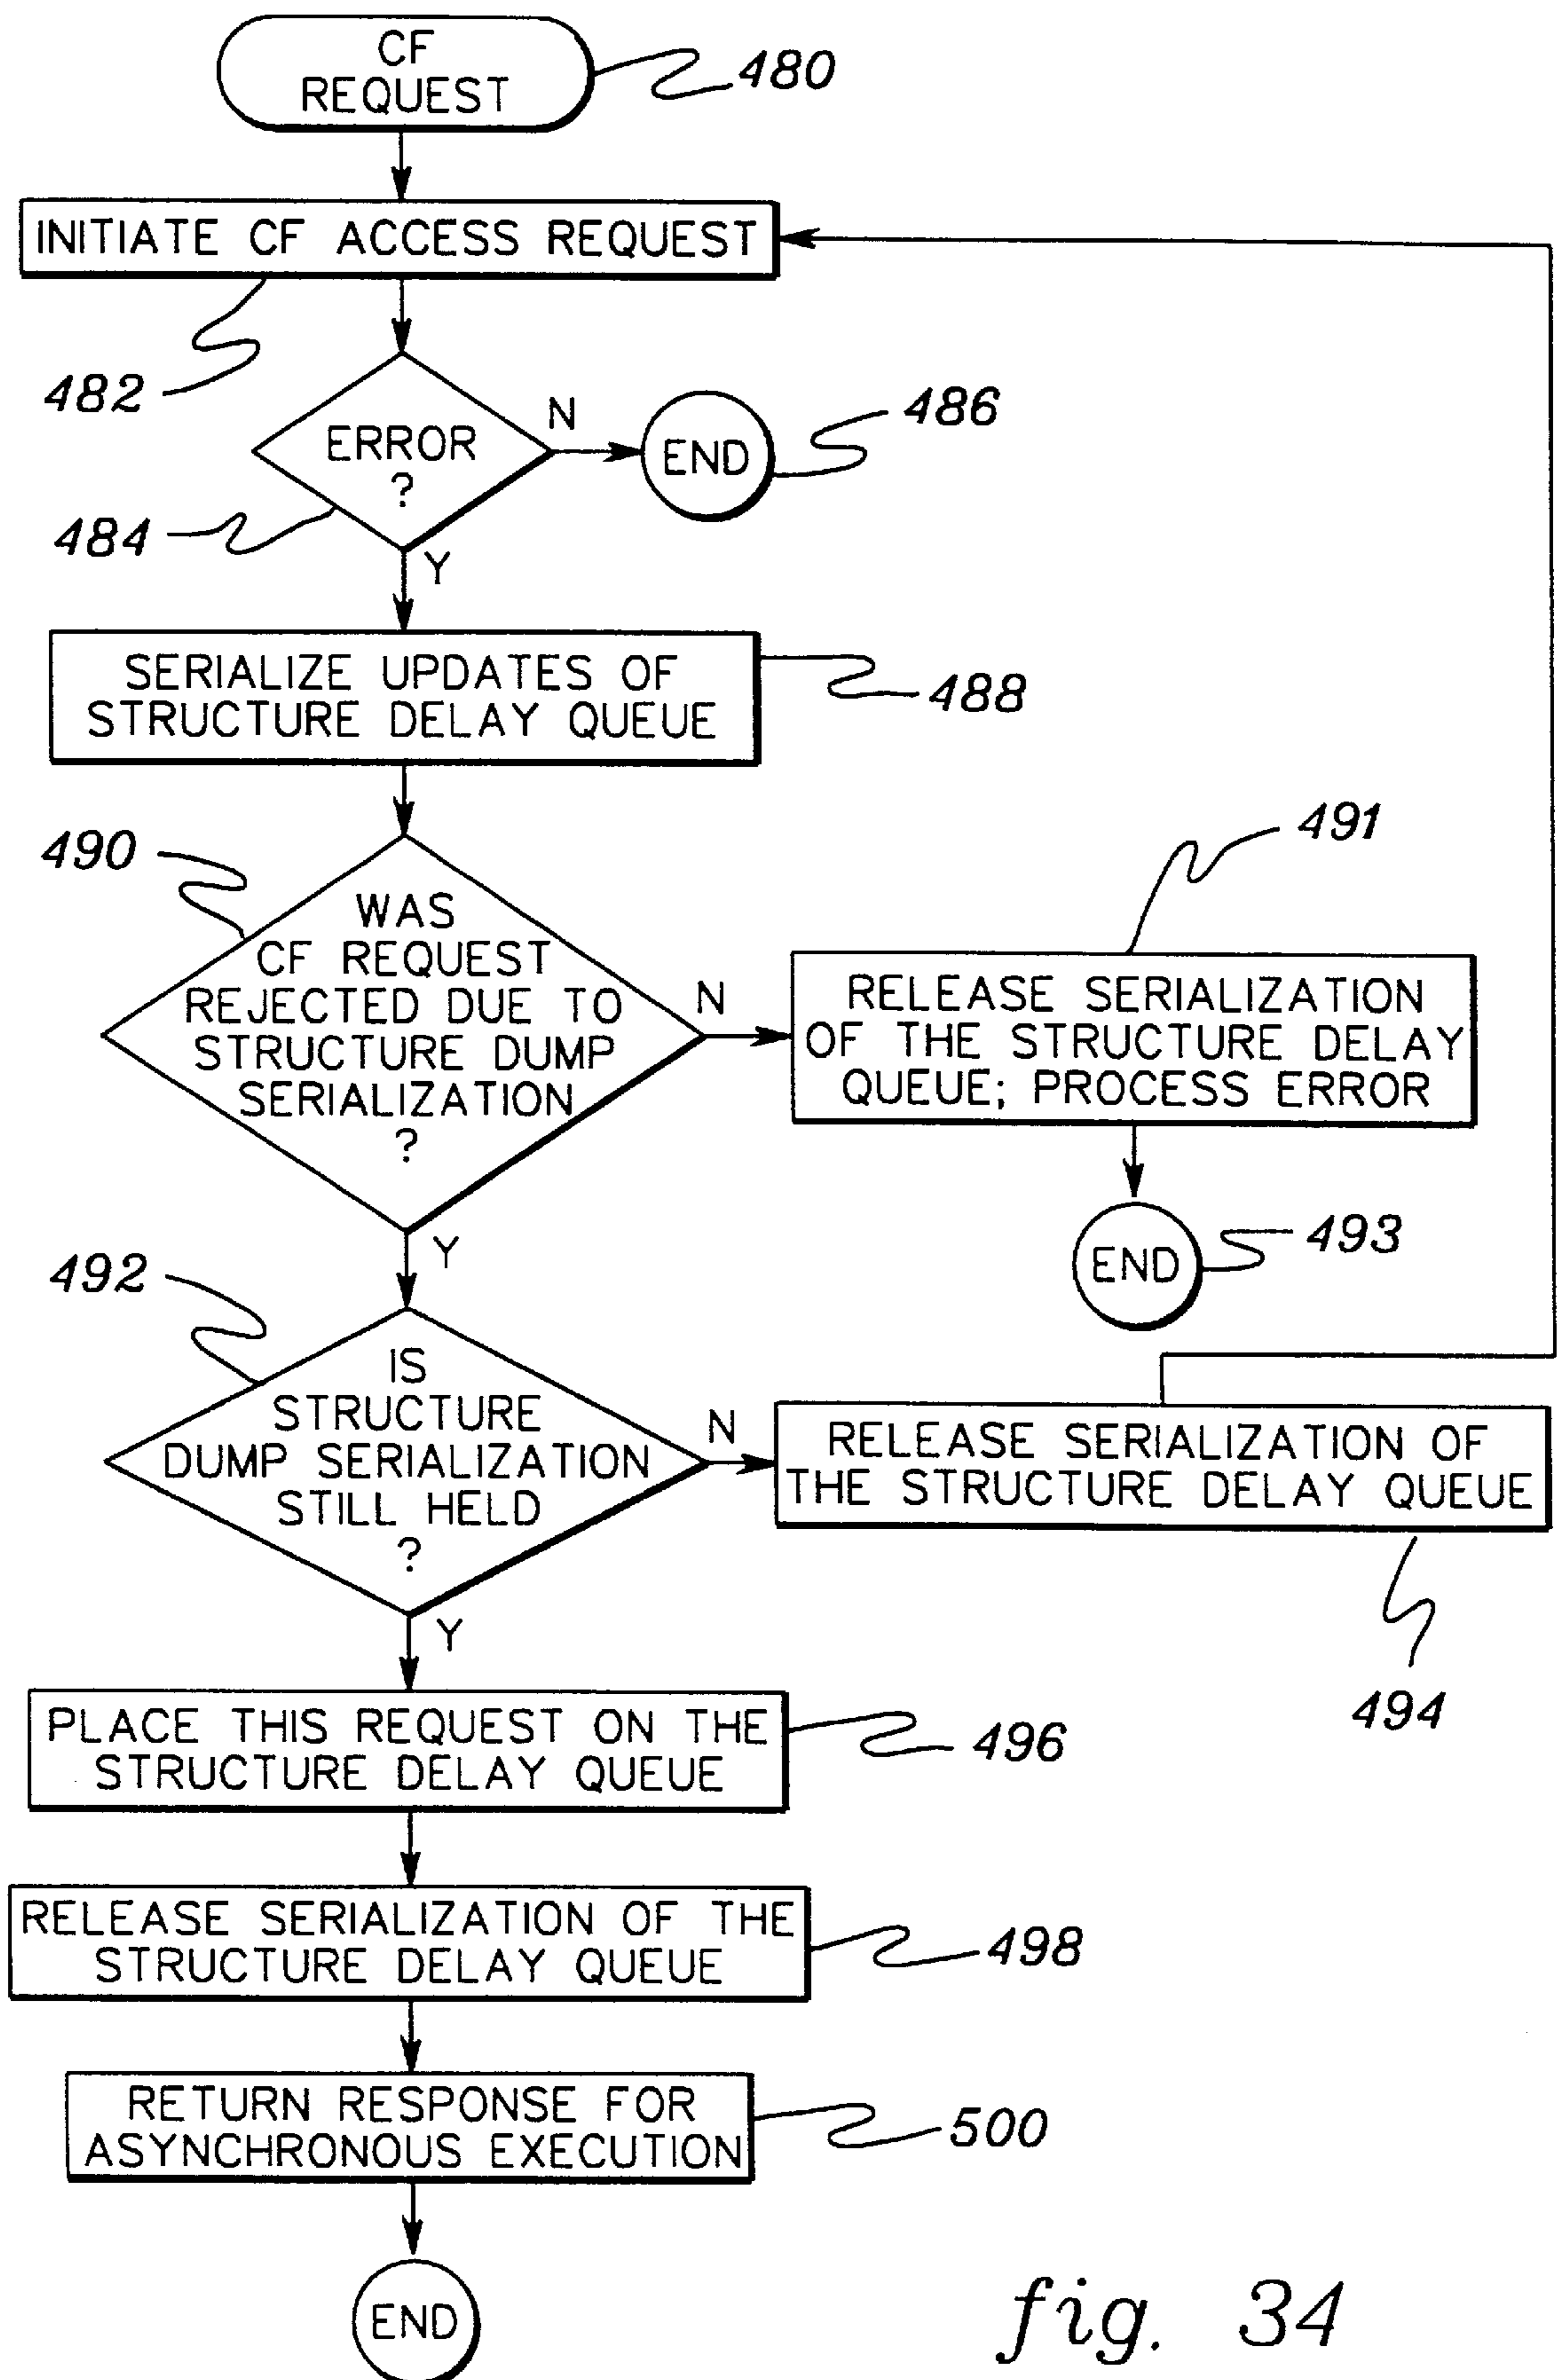 CF
REQUEST
480
INITIATE CF ACCESS REQUEST
482
ERROR
?
N
END
486
484
Y
SERIALIZE UPDATES OF
STRUCTURE DELAY QUEUE
488
490
WAS
CF REQUEST
REJECTED DUE TO
STRUCTURE DUMP
SERIALIZATION
?
N
491
RELEASE SERIALIZATION
OF THE STRUCTURE DELAY
QUEUE; PROCESS ERROR
END
493
Y
492
IS
STRUCTURE
DUMP SERIALIZATION
STILL HELD
?
N
RELEASE SERIALIZATION OF
THE STRUCTURE DELAY QUEUE
494
Y
PLACE THIS REQUEST ON THE
STRUCTURE DELAY QUEUE
496
RELEASE SERIALIZATION OF THE
STRUCTURE DELAY QUEUE
498
RETURN RESPONSE FOR
ASYNCHRONOUS EXECUTION
500
END
fig. 34